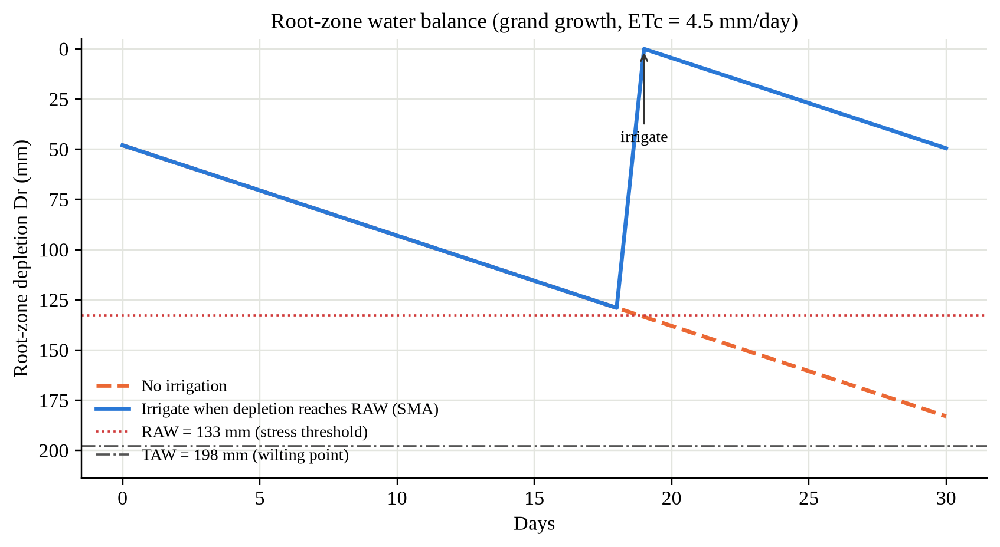 Root-zone water balance (grand growth, ETc = 4.5 mm/day)
Root-zone depletion Dr (mm)
0
25
50
75
100
125
150
175
200
irrigate
No irrigation
Irrigate when depletion reaches RAW (SMA)
RAW = 133 mm (stress threshold)
TAW = 198 mm (wilting point)
0 5 10 15 20 25 30
Days